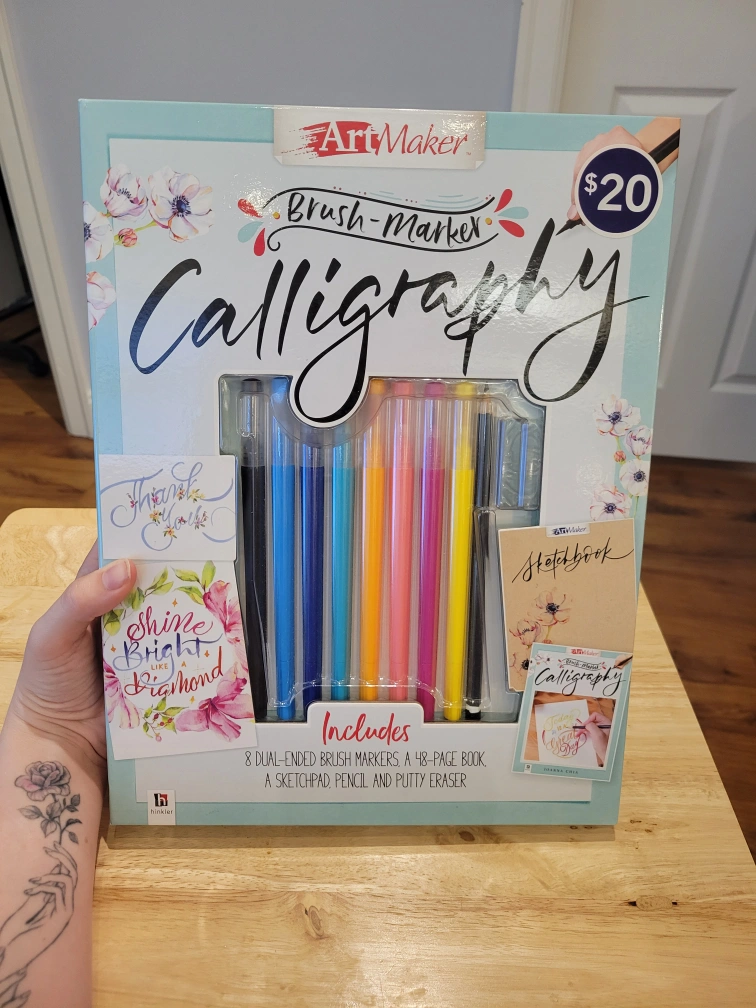 ArtMaker
$20
Brush-Marker
Calligraphy
Thank
You
Shine
Bright
LIKE A
Diamond
ArtMaker
Sketchbook
ArtMaker
Brush-Marker
Calligraphy
Includes
8 DUAL-ENDED BRUSH MARKERS, A 48-PAGE BOOK,
A SKETCHPAD, PENCIL AND PUTTY ERASER
h
hinkler